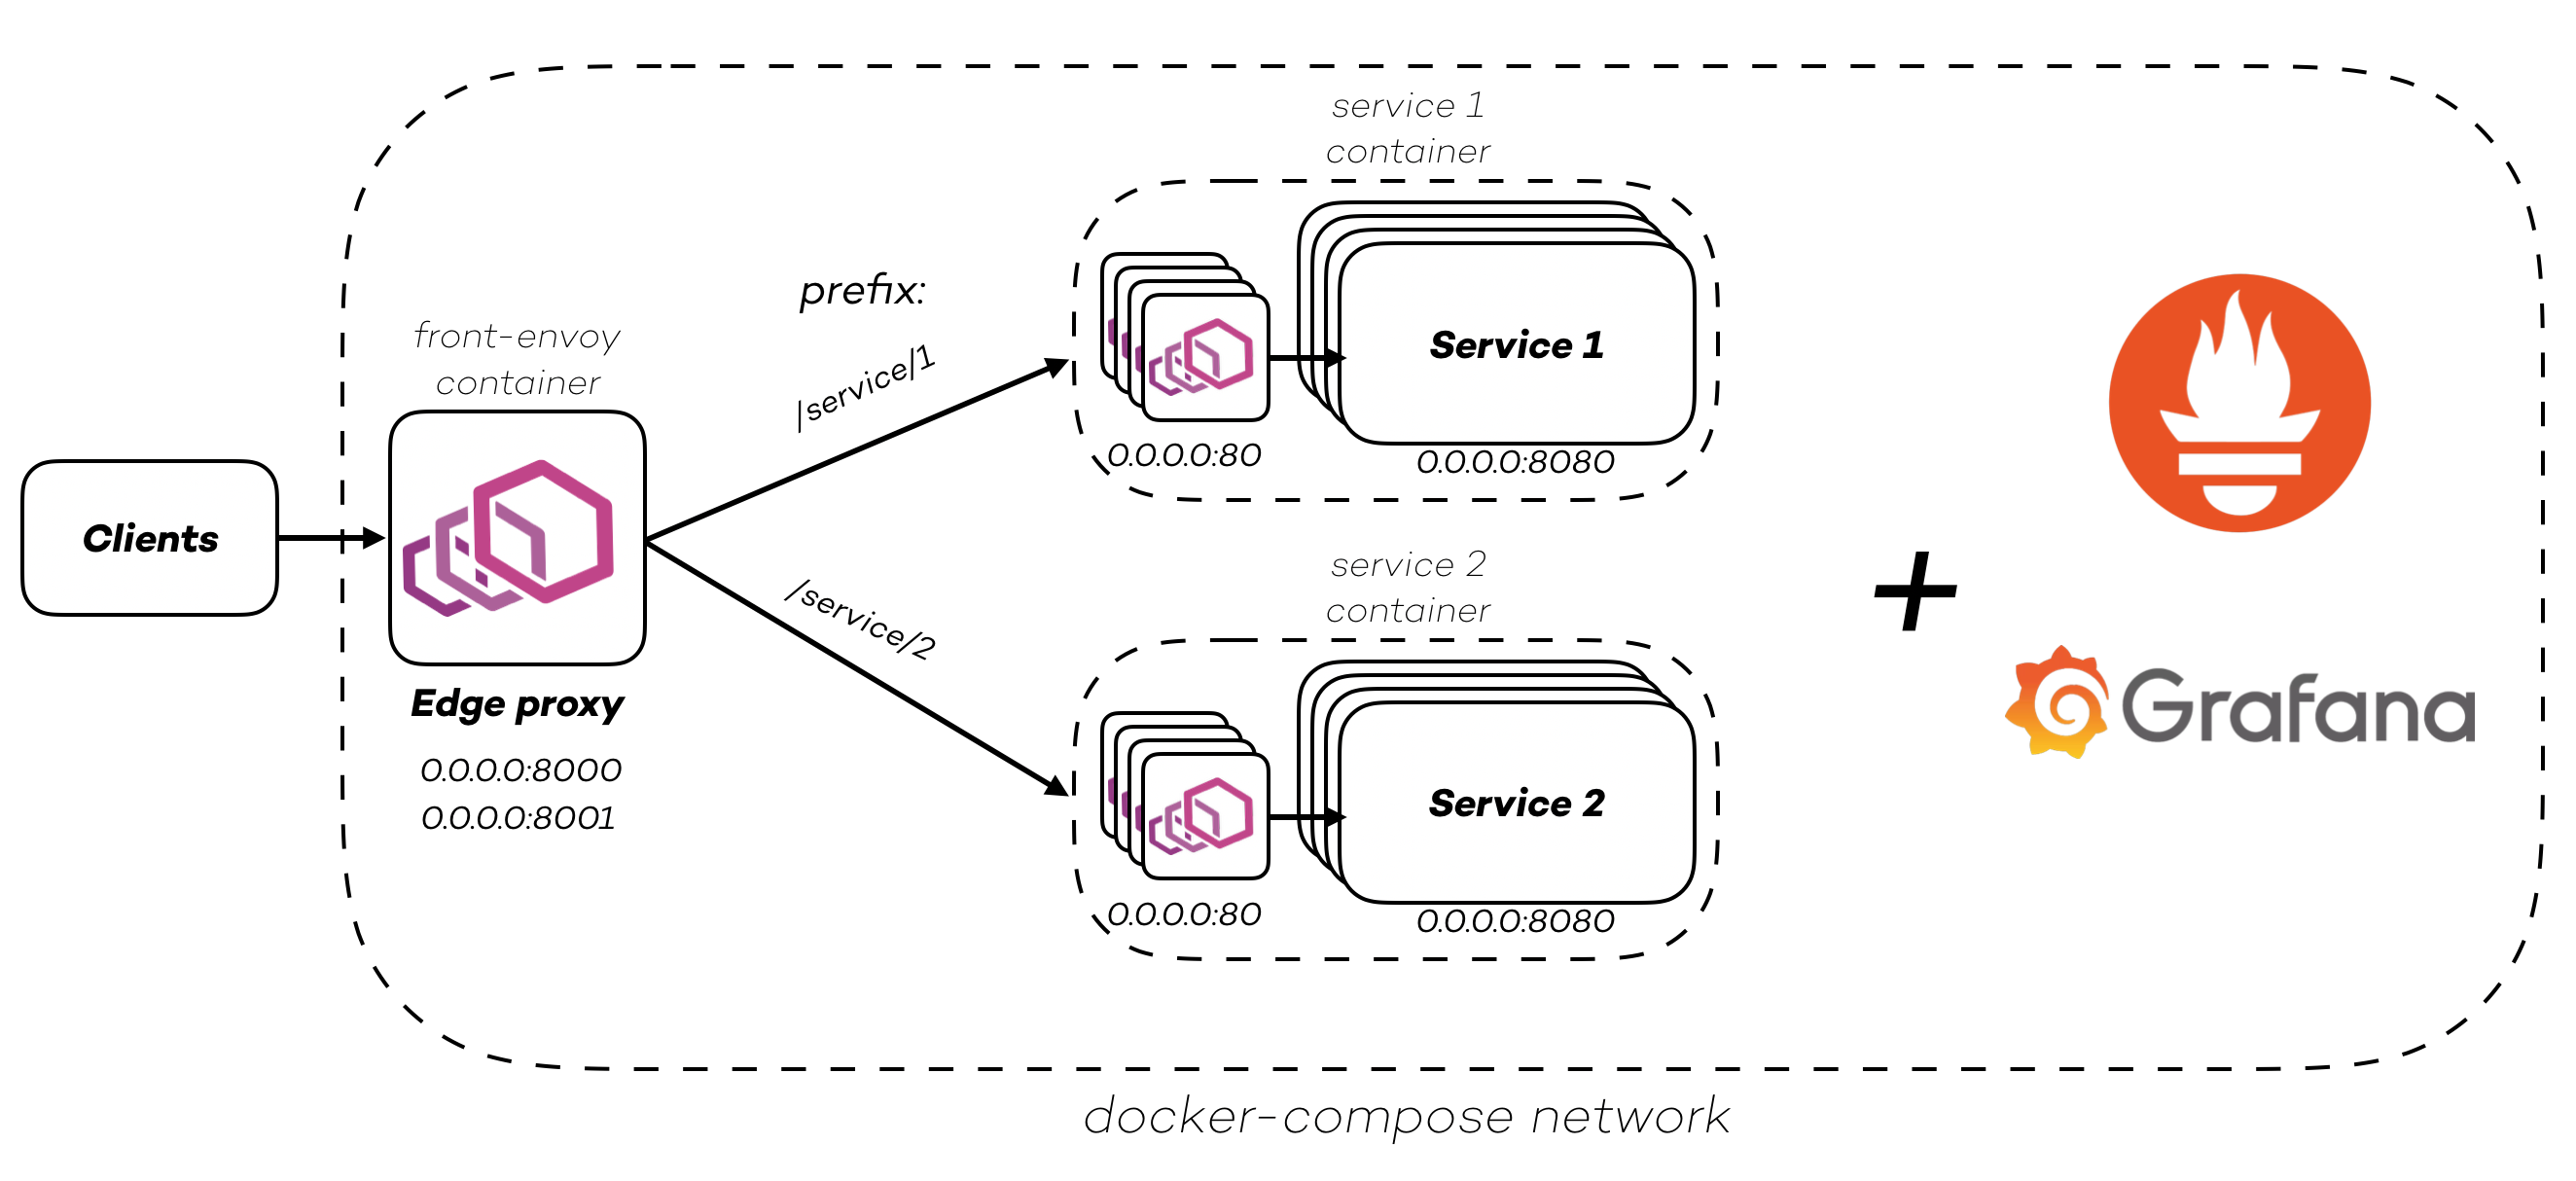 service 1
container
prefix:
front-envoy
container
/service/1
Service 1
0.0.0.0:80
0.0.0.0:8080
Clients
service 2
container
/service/2
+
Edge proxy
Grafana
0.0.0.0:8000
0.0.0.0:8001
Service 2
0.0.0.0:80
0.0.0.0:8080
docker-compose network